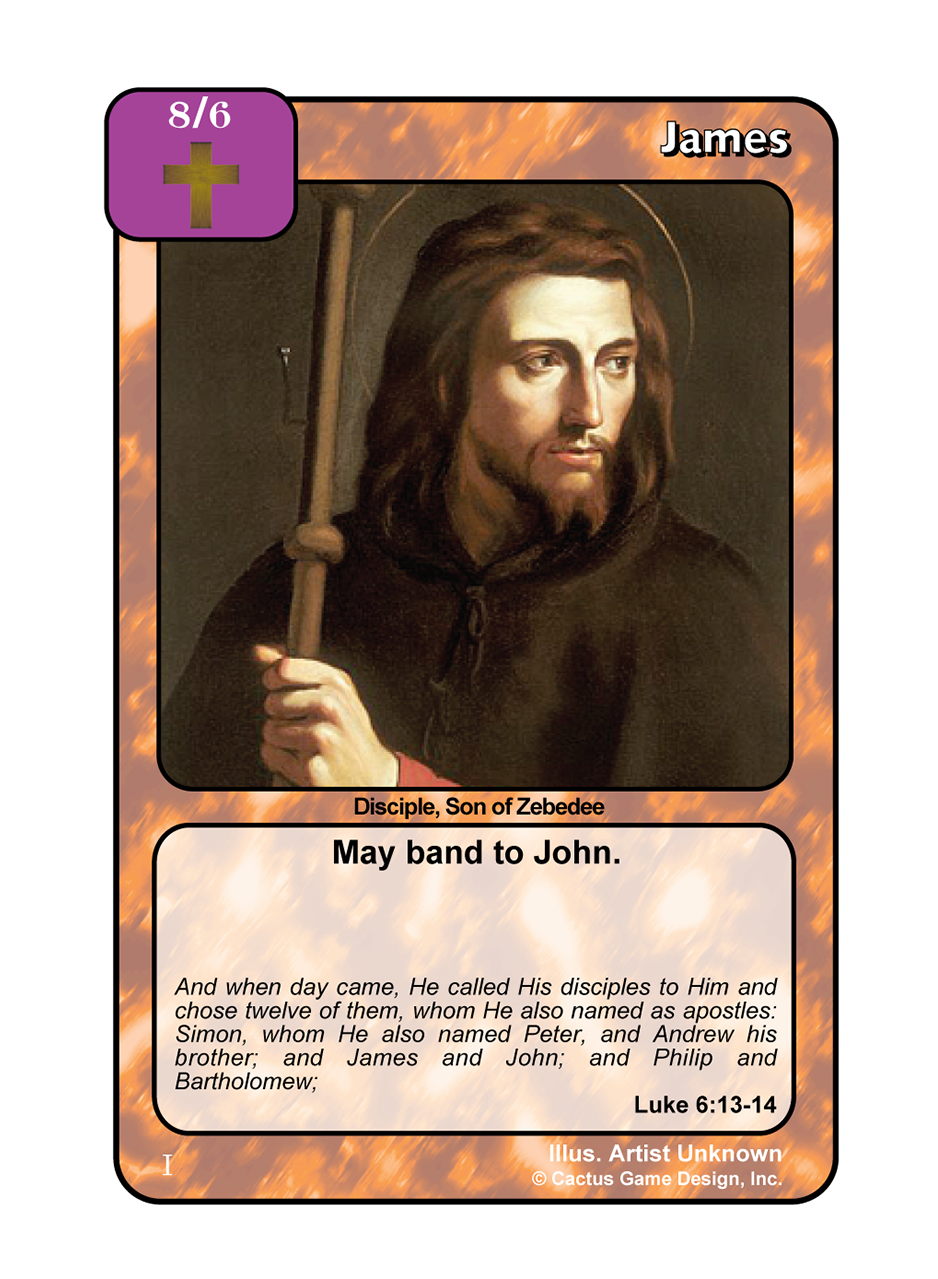 8/6
James
Disciple, Son of Zebedee
May band to John.
And when day came, He called His disciples to Him and
chose twelve of them, whom He also named as apostles:
Simon, whom He also named Peter, and Andrew his
brother; and James and John; and Philip and
Bartholomew;
Luke 6:13-14
I
Illus. Artist Unknown
© Cactus Game Design, Inc.